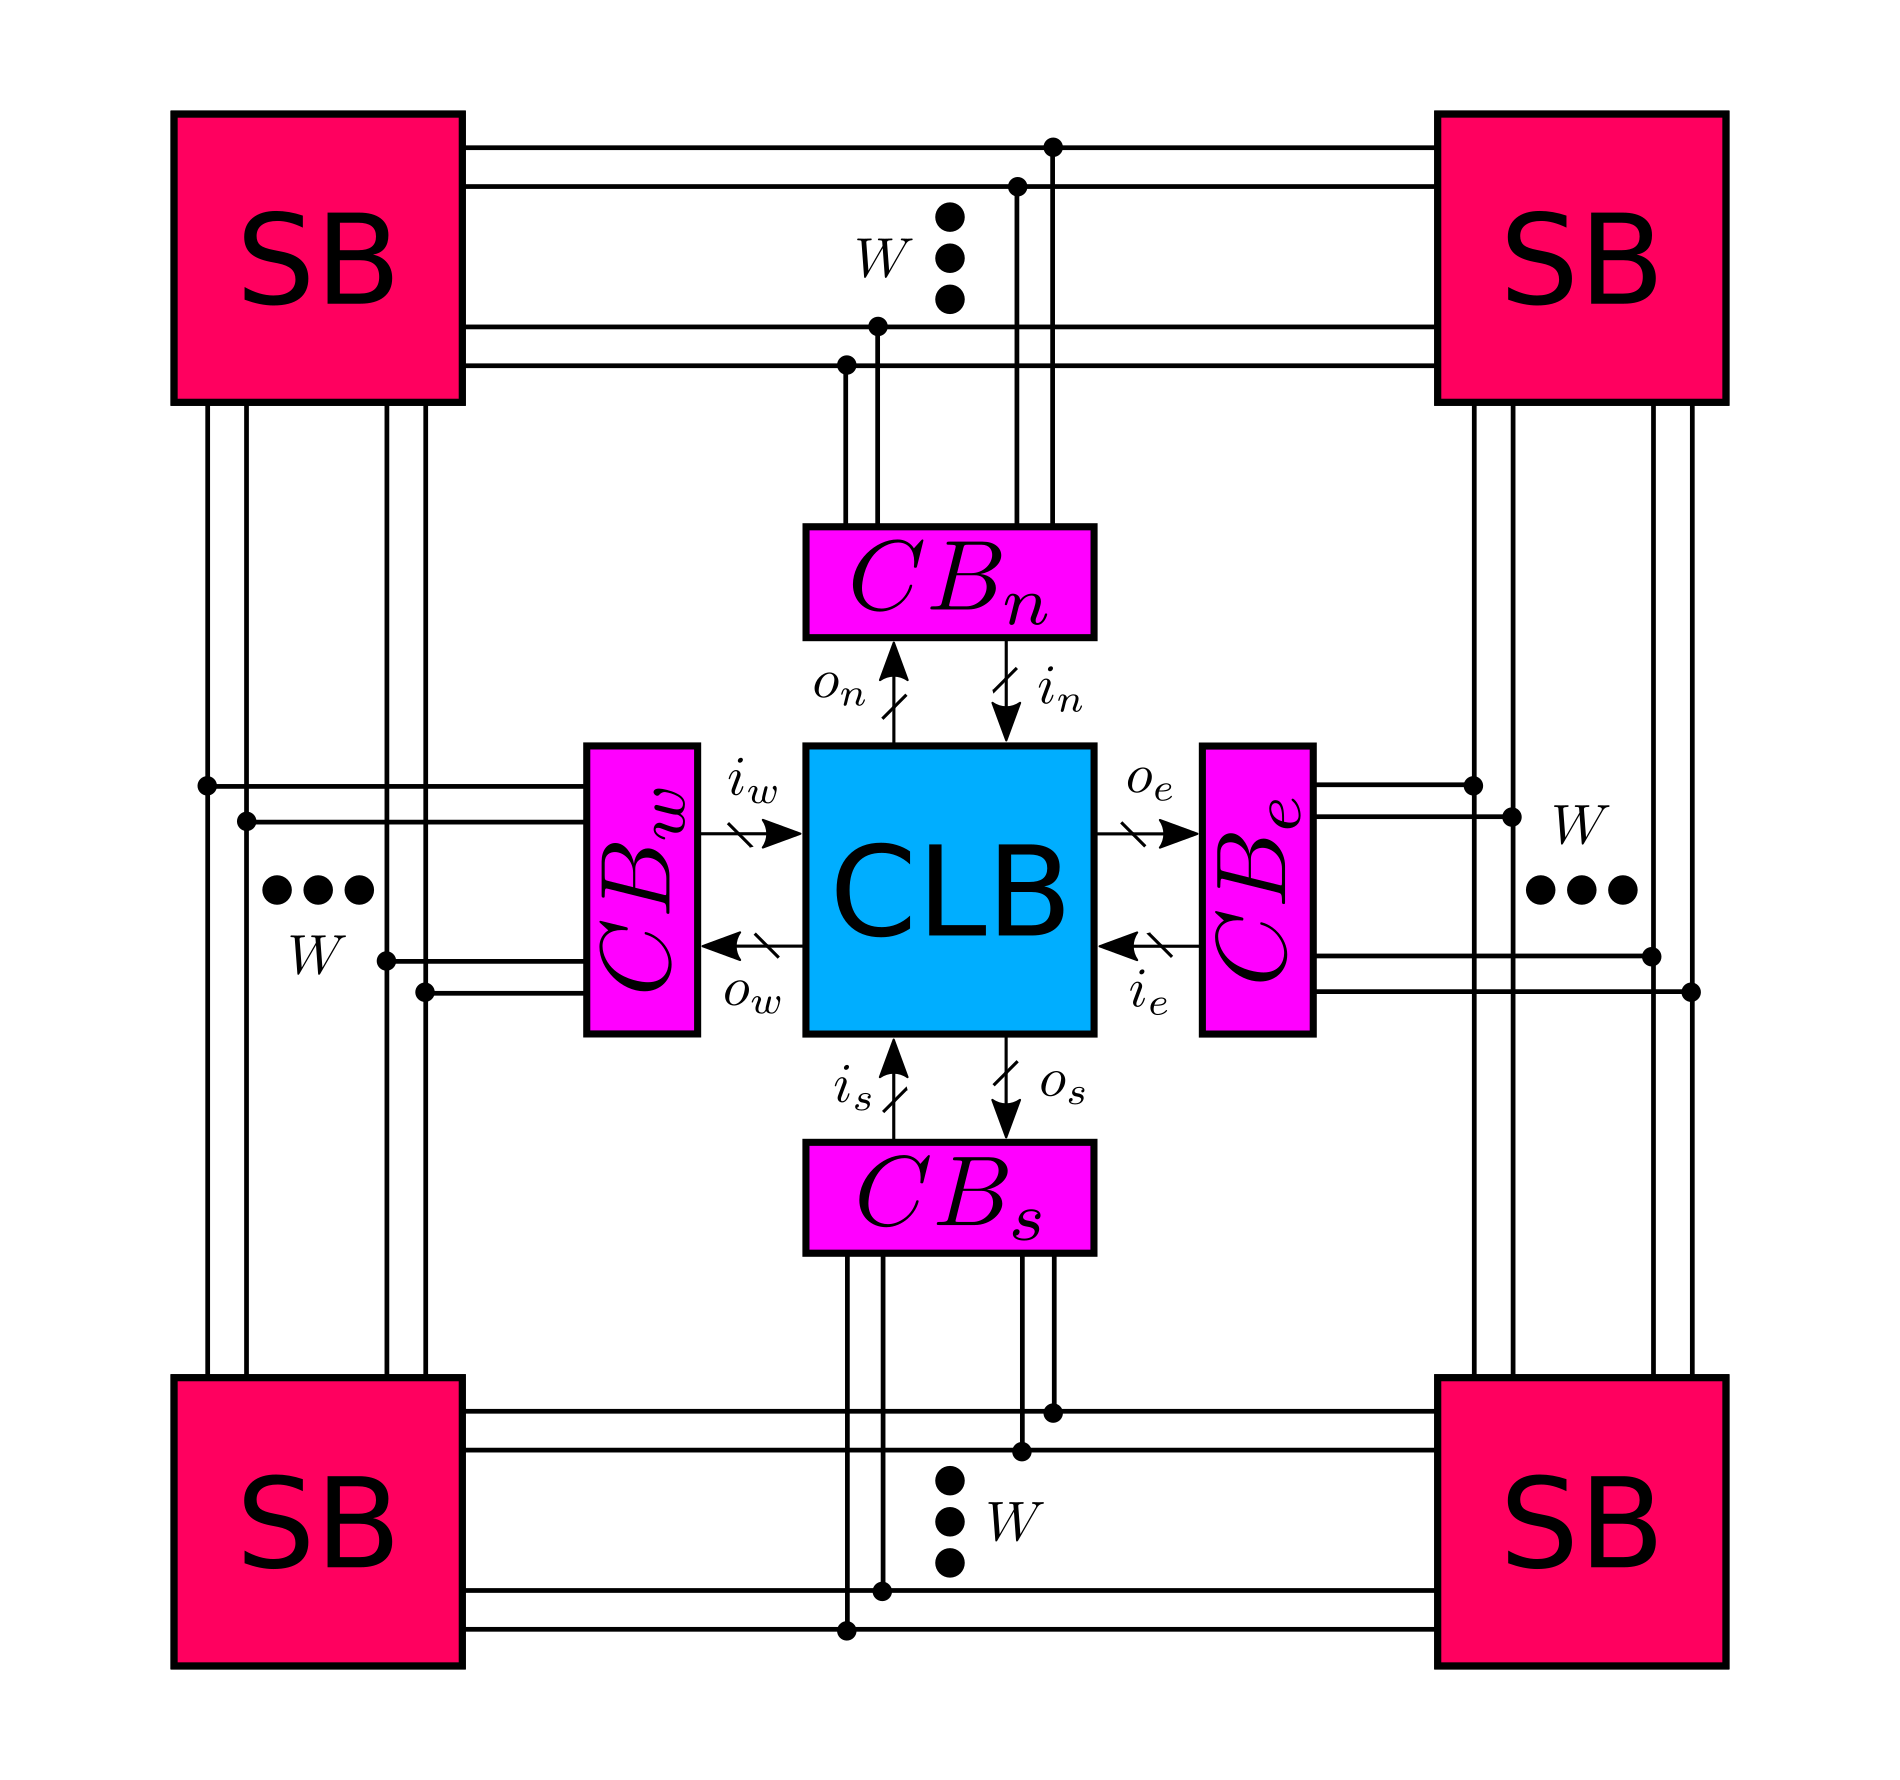 SB
SB
W
CB_n
o_n
i_n
i_w
o_e
CB_w
CLB
CB_e
W
W
o_w
i_e
i_s
o_s
CB_s
SB
W
SB